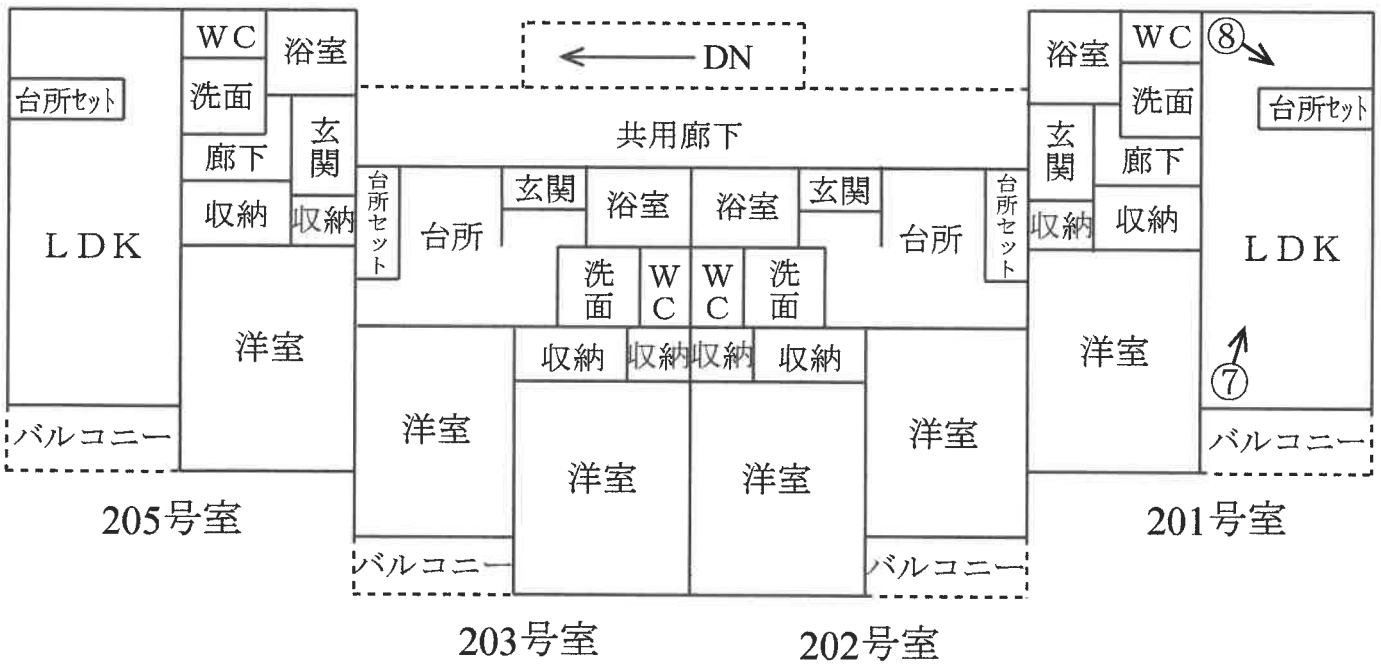 WC
浴室
DN
浴室
WC
⑧
台所セット
洗面
洗面
台所セット
玄関
共用廊下
玄関
廊下
廊下
台所セット
玄関
浴室
浴室
玄関
台所セット
収納
収納
台所
台所
収納
収納
LDK
LDK
洗面
WC
WC
洗面
洋室
収納
収納
収納
収納
洋室
⑦
バルコニー
洋室
洋室
バルコニー
洋室
洋室
205号室
201号室
バルコニー
バルコニー
203号室
202号室